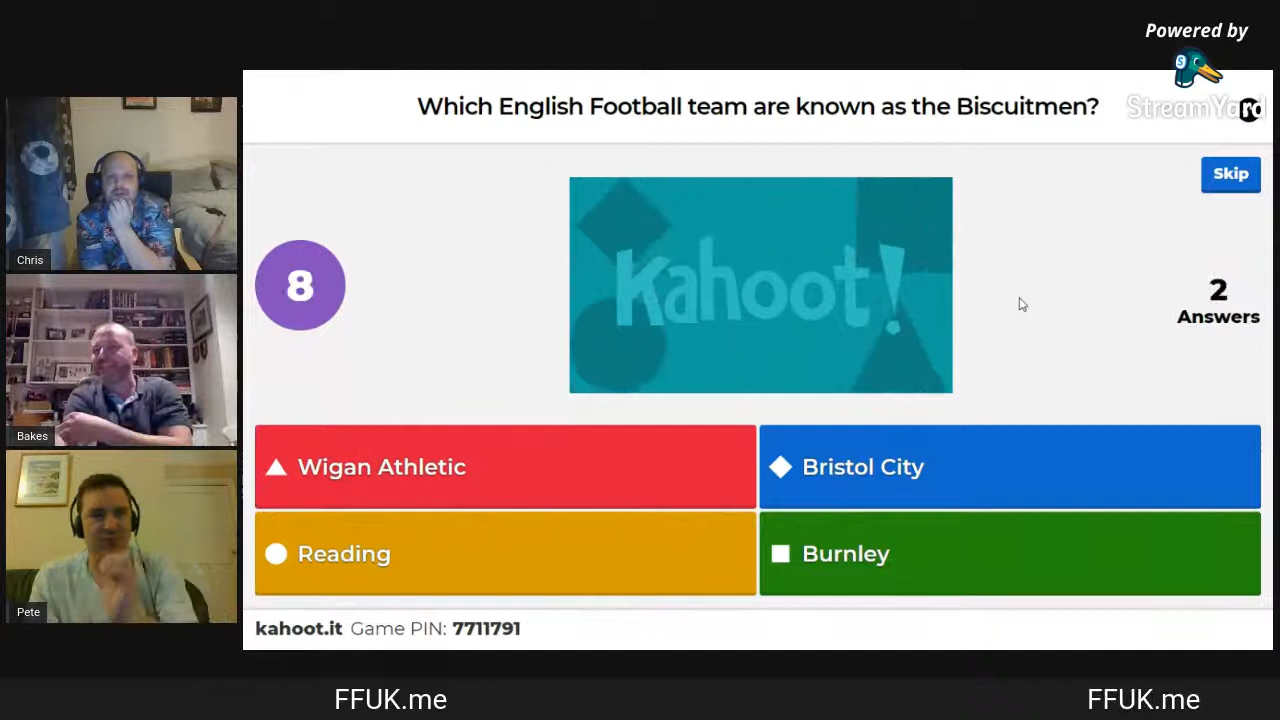 Powered by
StreamYard
Which English Football team are known as the Biscuitmen?
Skip
Chris
8
Kahoot!
2
Answers
Bakes
Wigan Athletic
Bristol City
Reading
Burnley
Pete
kahoot.it Game PIN: 7711791
FFUK.me
FFUK.me